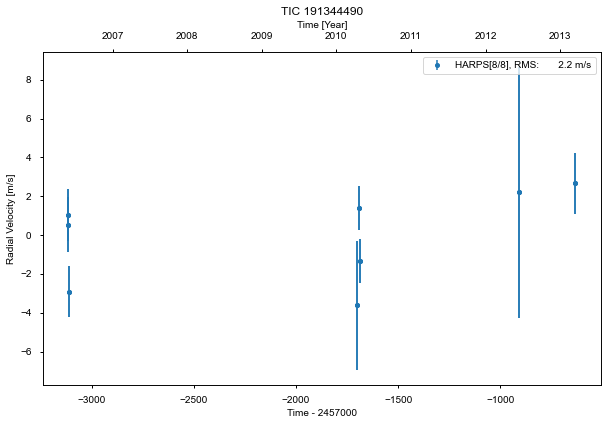 TIC 191344490
Time [Year]
2007 2008 2009 2010 2011 2012 2013
HARPS[8/8], RMS: 2.2 m/s
8
6
4
2
0
−2
−4
−6
Radial Velocity [m/s]
−3000 −2500 −2000 −1500 −1000
Time - 2457000